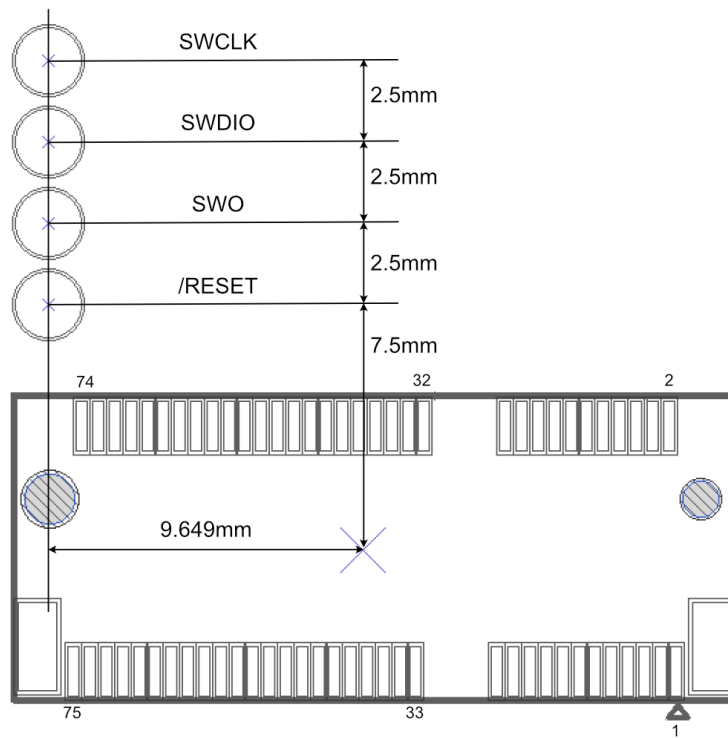 SWCLK
2.5mm
SWDIO
2.5mm
SWO
2.5mm
/RESET
7.5mm
74
32
2
9.649mm
75
33
1